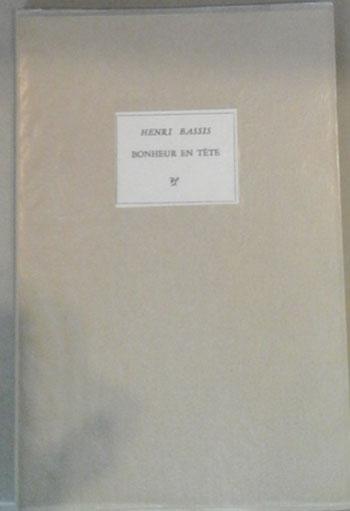 HENRI BASSIS
BONHEUR EN TÊTE